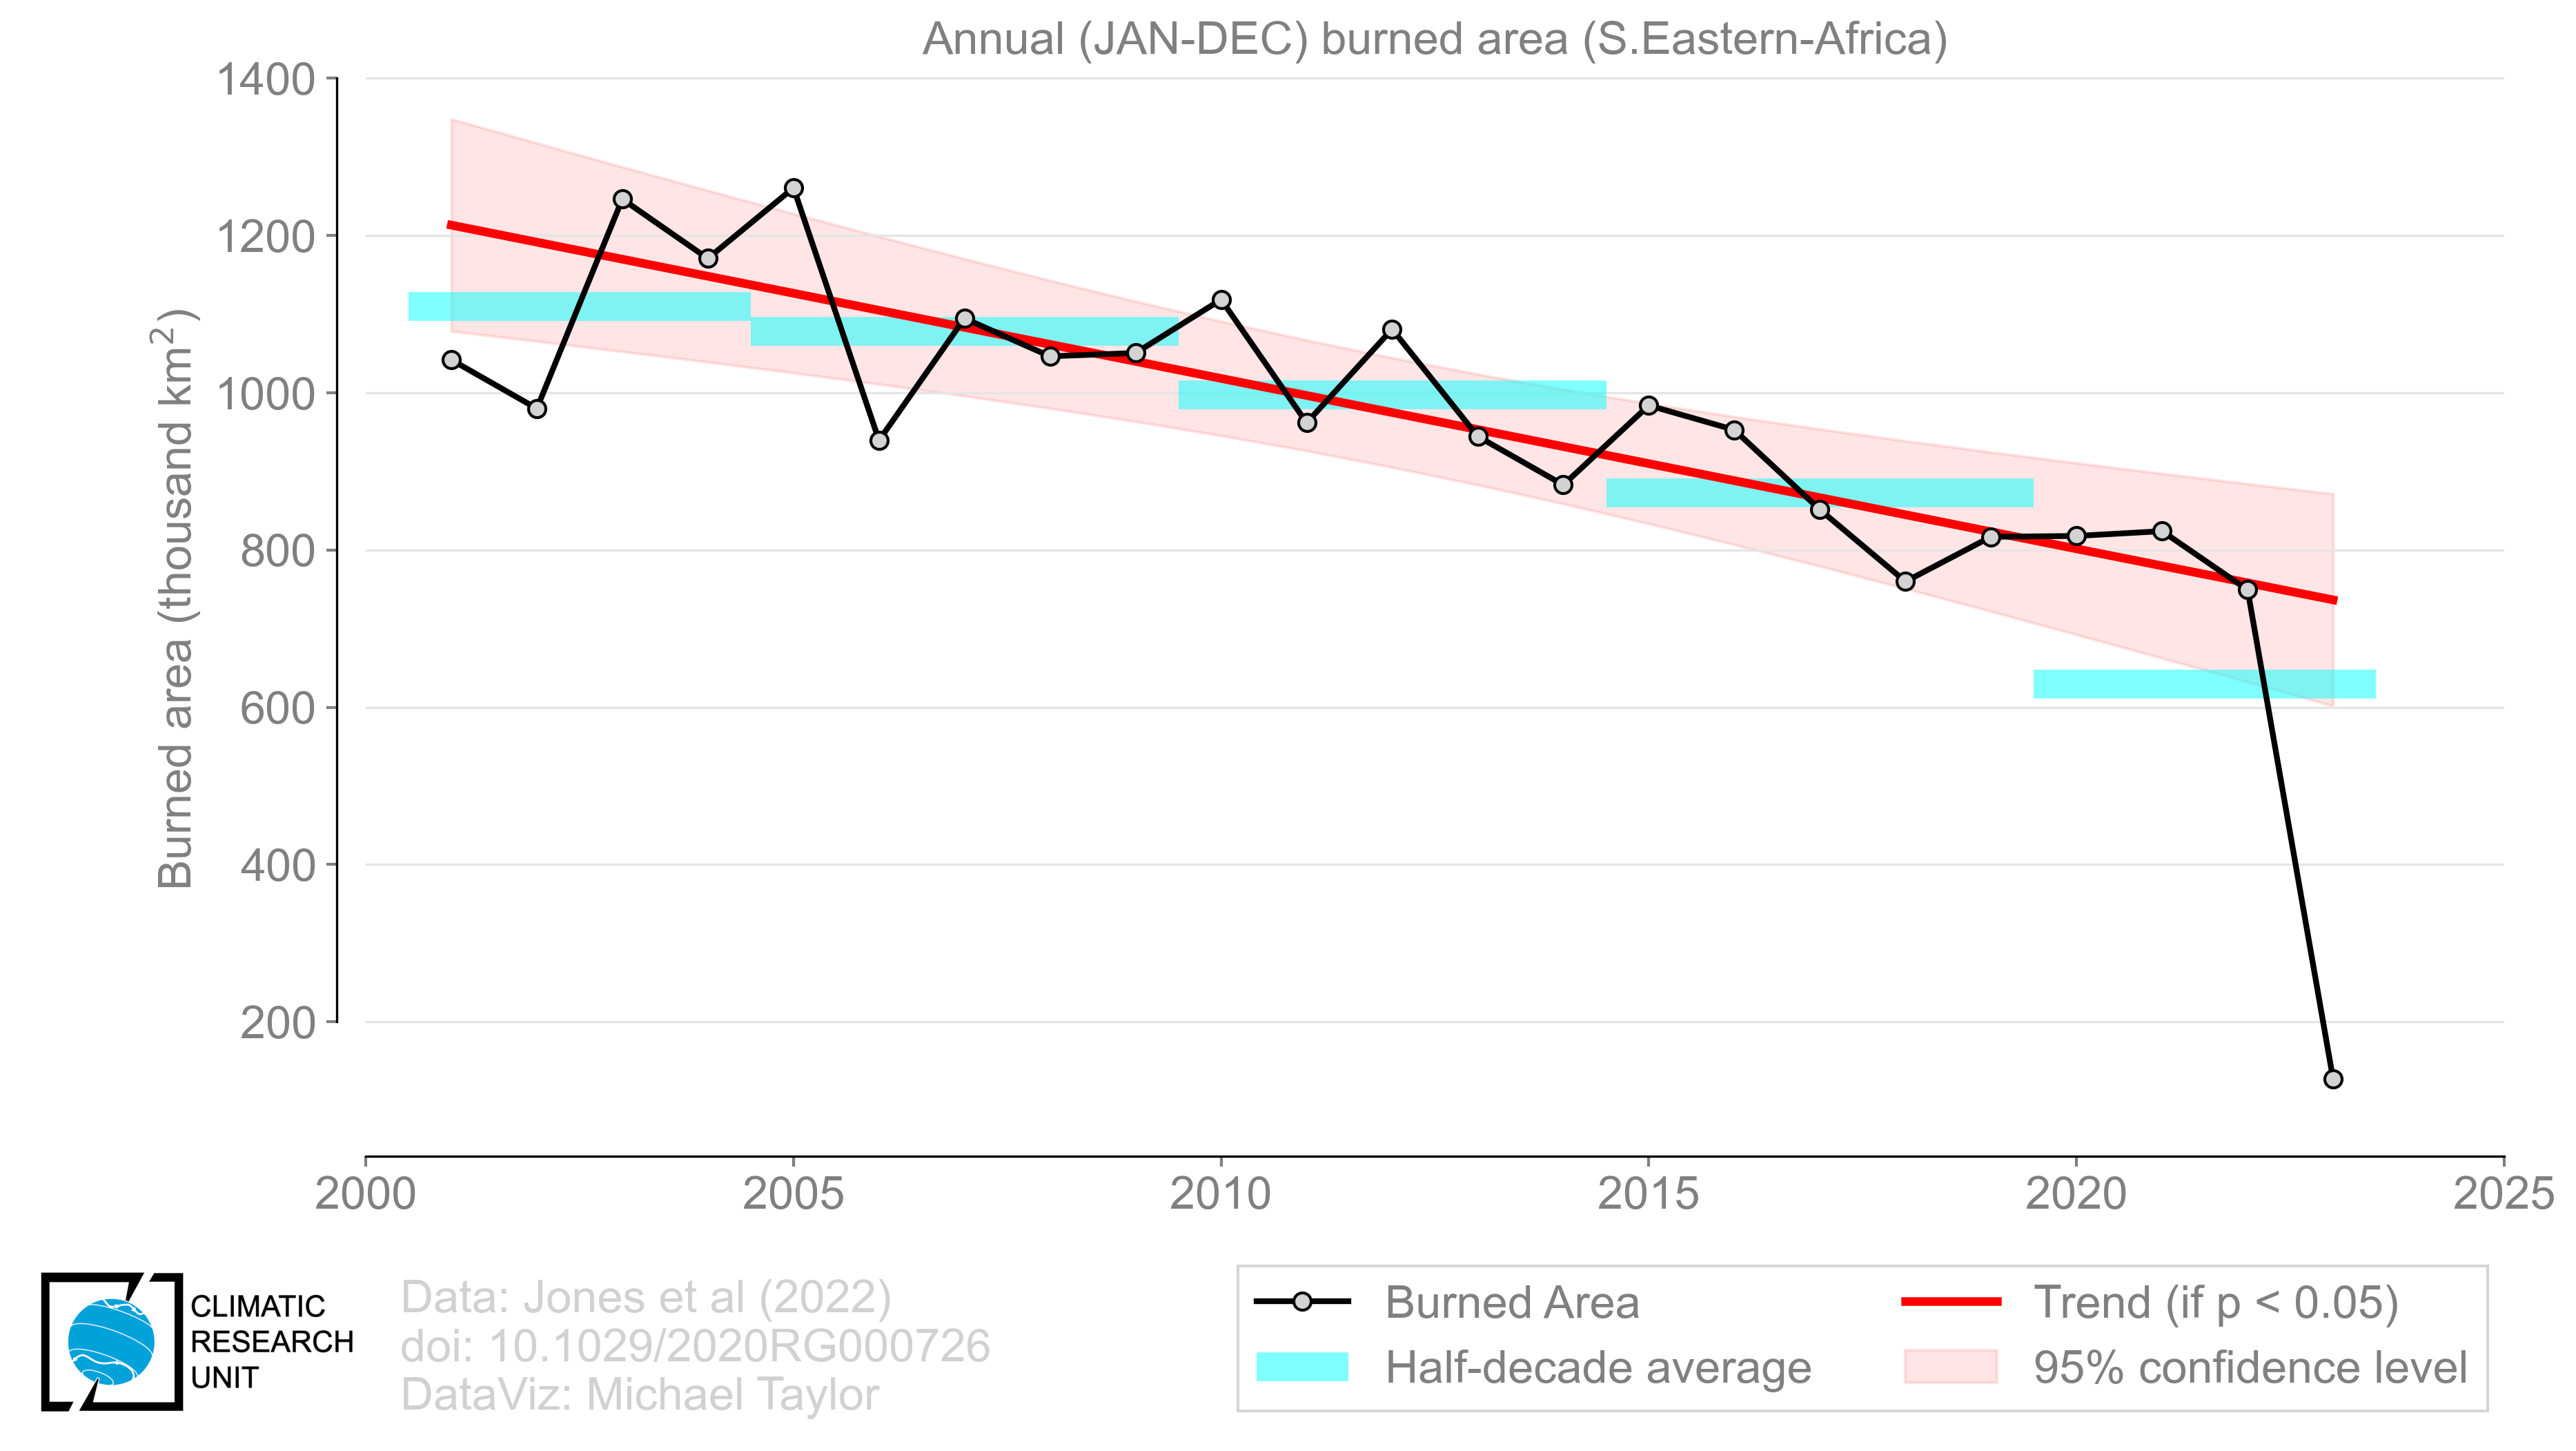 Annual (JAN-DEC) burned area (S.Eastern-Africa)
Burned area (thousand km²)
1400
1200
1000
800
600
400
200
2000 2005 2010 2015 2020 2025
CLIMATIC
RESEARCH
UNIT
Data: Jones et al (2022)
doi: 10.1029/2020RG000726
DataViz: Michael Taylor
Burned Area
Half-decade average
Trend (if p < 0.05)
95% confidence level